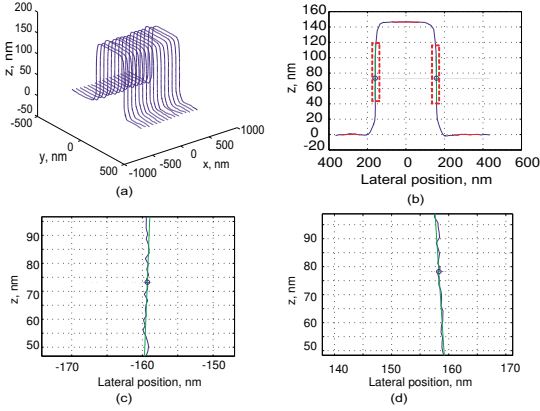 200
150
100
50
0
-50
-500
0
500
-1000
-500
0
500
1000
z, nm
y, nm
x, nm
(a)
160
140
120
100
80
60
40
20
0
-20
z, nm
400 200 0 200 400 600
Lateral position, nm
(b)
90
80
70
60
50
z, nm
-170 -160 -150
Lateral position, nm
(c)
90
80
70
60
50
z, nm
140 150 160 170
Lateral position, nm
(d)